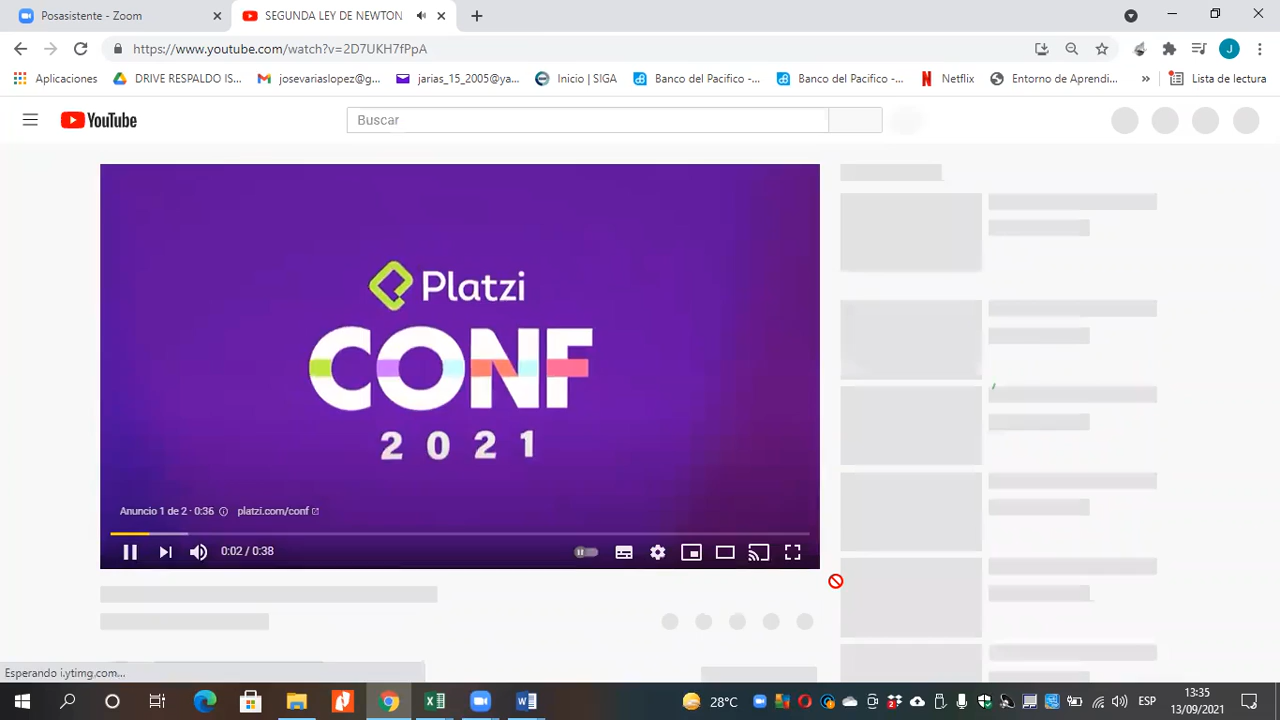 Posasistente - Zoom
SEGUNDA LEY DE NEWTON
https://www.youtube.com/watch?v=2D7UKH7fPpA
Aplicaciones
DRIVE RESPALDO IS...
josevariaslopez@g...
jarias_15_2005@ya...
Inicio | SIGA
Banco del Pacifico -...
Banco del Pacifico -...
Netflix
Entorno de Aprendi...
»
Lista de lectura
J
YouTube
Buscar
Platzi
CONF
2021
Anuncio 1 de 2 · 0:36
platzi.com/conf
0:02 / 0:38
Esperando i.ytimg.com...
28°C
ESP
13:35
13/09/2021